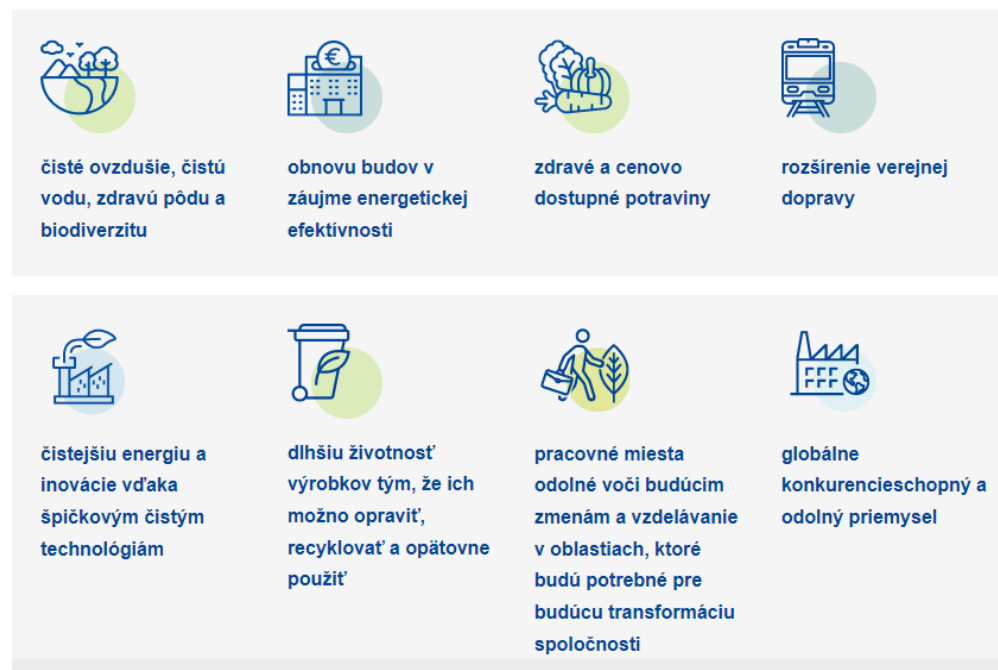 čisté ovzdušie, čistú
vodu, zdravú pôdu a
biodiverzitu
obnovu budov v
záujme energetickej
efektívnosti
zdravé a cenovo
dostupné potraviny
rozšírenie verejnej
dopravy
čistejšiu energiu a
inovácie vďaka
špičkovým čistým
technológiám
dlhšiu životnosť
výrobkov tým, že ich
možno opraviť,
recyklovať a opätovne
použiť
pracovné miesta
odolné voči budúcim
zmenám a vzdelávanie
v oblastiach, ktoré
budú potrebné pre
budúcu transformáciu
spoločnosti
globálne
konkurencieschopný a
odolný priemysel